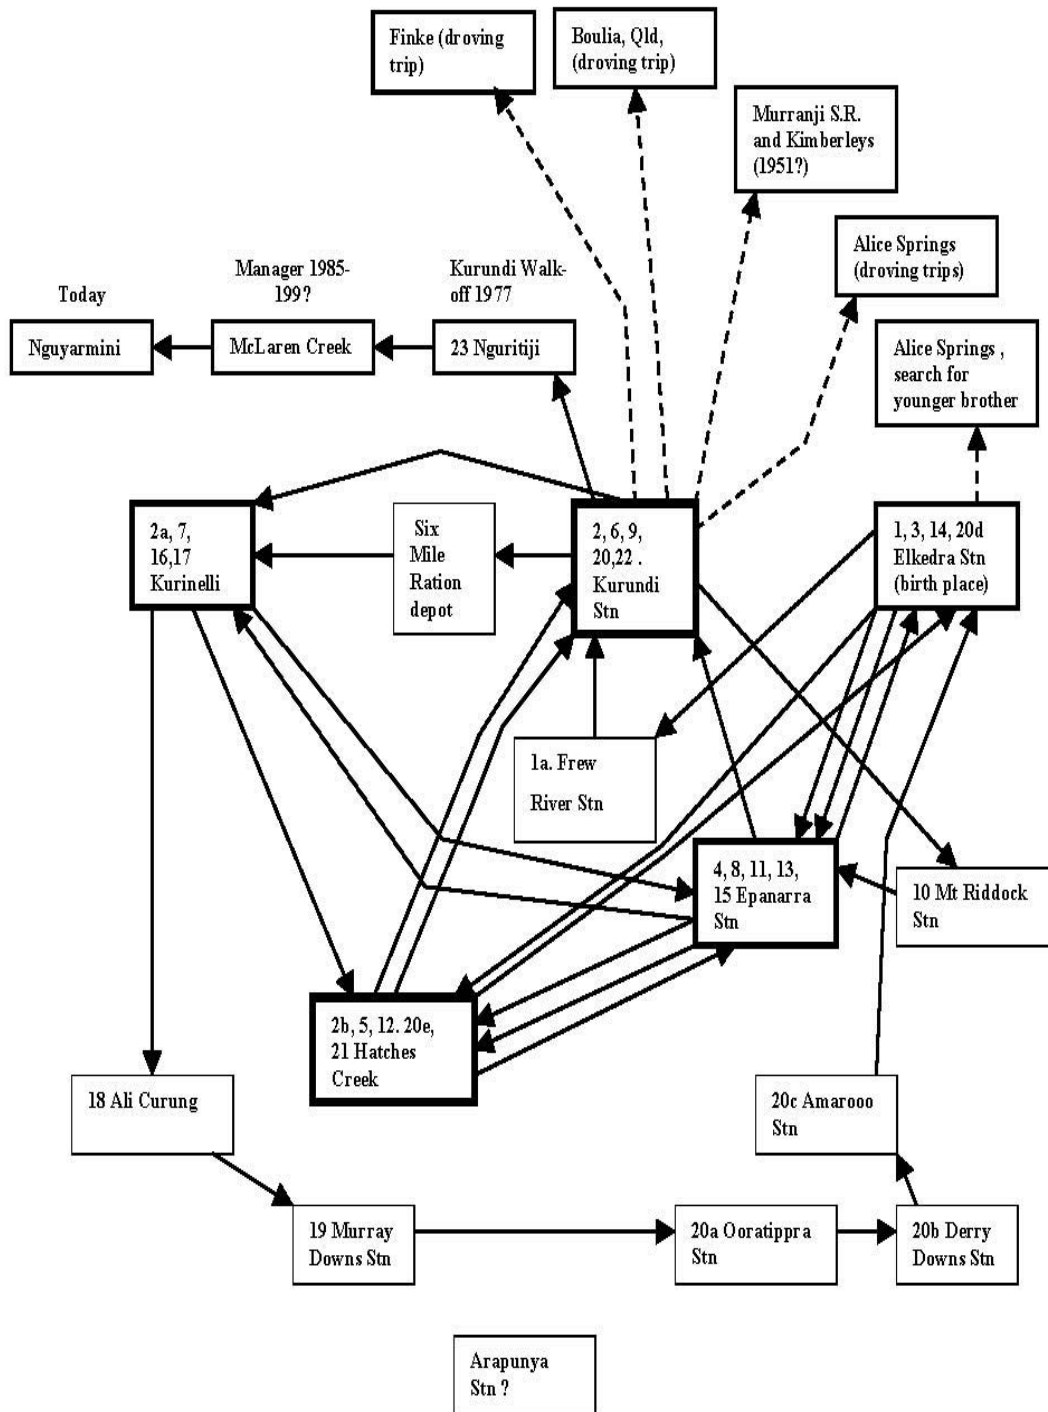 Finke (droving
trip)
Boulia, Qld,
(droving trip)
Murranji S.R.
and Kimberleys
(1951?)
Alice Springs
(droving trips)
Today
Manager 1985-
199?
Kurundi Walk-
off 1977
Nguyarmini
McLaren Creek
23 Nguritiji
Alice Springs ,
search for
younger brother
2a, 7,
16,17
Kurinelli
Six
Mile
Ration
depot
2, 6, 9,
20,22 .
Kurundi
Stn
1, 3, 14, 20d
Elkedra Stn
(birth place)
1a. Frew
River Stn
4, 8, 11, 13,
15 Epanarra
Stn
10 Mt Riddock
Stn
2b, 5, 12. 20e,
21 Hatches
Creek
18 Ali Curung
20c Amarooo
Stn
19 Murray
Downs Stn
20a Ooratippra
Stn
20b Derry
Downs Stn
Arapunya
Stn ?